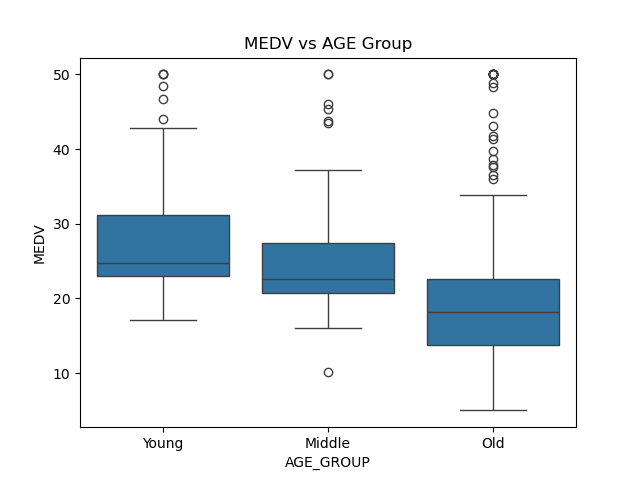 MEDV vs AGE Group
MEDV
50
40
30
20
10
Young Middle Old
AGE_GROUP